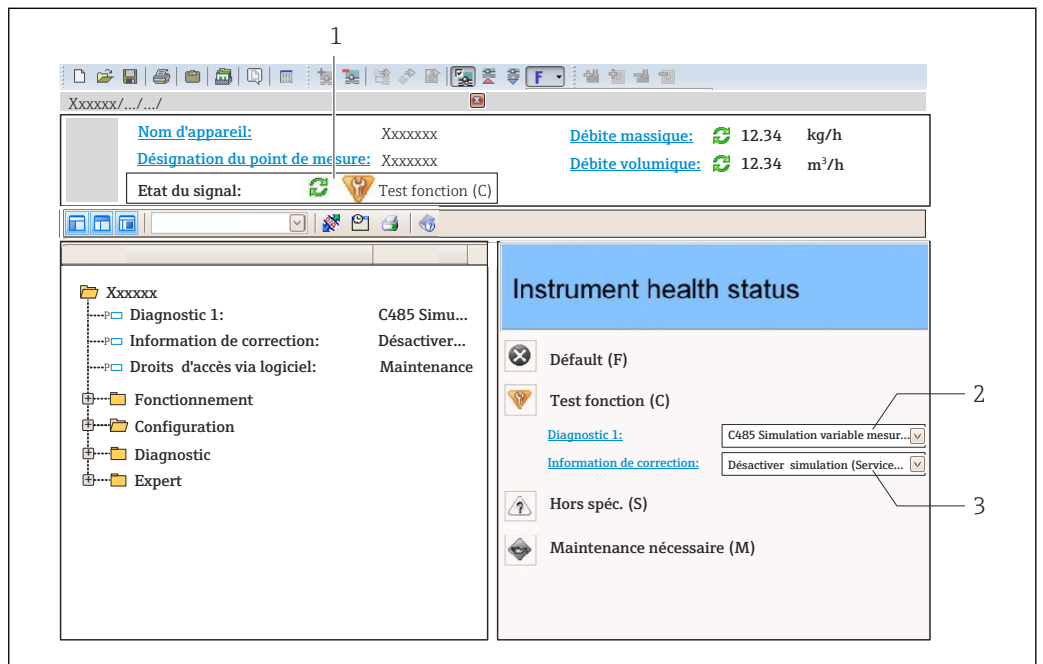 1
F
Xxxxxx/.../.../
Nom d'appareil: Xxxxxxx Débite massique: 12.34 kg/h
Désignation du point de mesure: Xxxxxxx Débite volumique: 12.34 m³/h
Etat du signal: Test fonction (C)
Xxxxxx
P Diagnostic 1: C485 Simu...
P Information de correction: Désactiver...
P Droits d'accès via logiciel: Maintenance
Fonctionnement
Configuration
Diagnostic
Expert
Instrument health status
Défault (F)
Test fonction (C)
2
Diagnostic 1: C485 Simulation variable mesur...
Information de correction: Désactiver simulation (Service...
Hors spéc. (S)
3
Maintenance nécessaire (M)